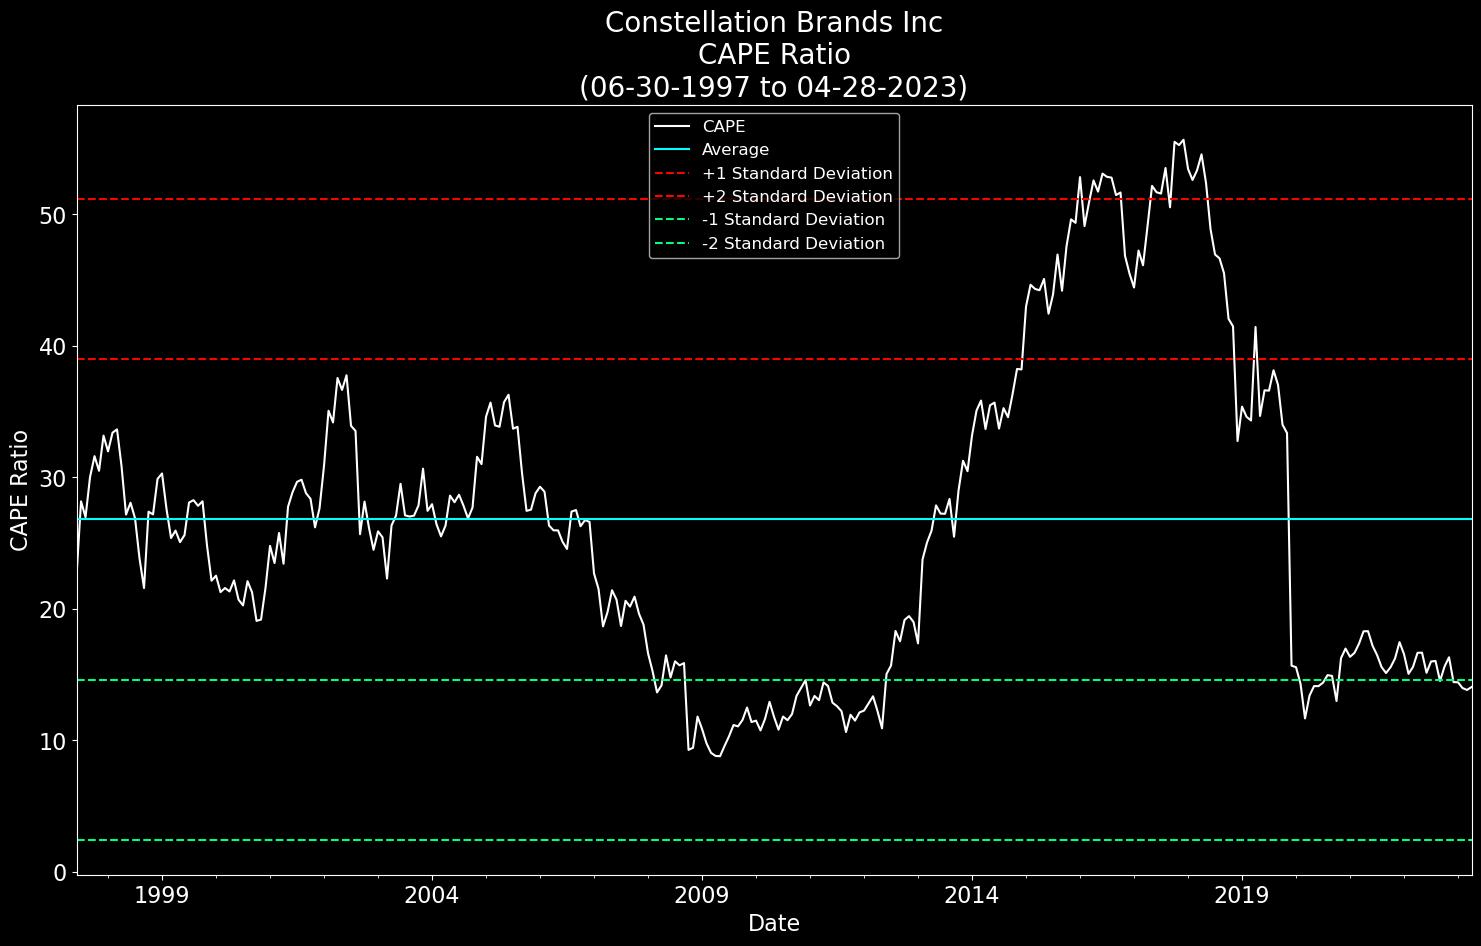 Constellation Brands Inc
CAPE Ratio
(06-30-1997 to 04-28-2023)
CAPE
Average
+1 Standard Deviation
+2 Standard Deviation
-1 Standard Deviation
-2 Standard Deviation
CAPE Ratio
50
40
30
20
10
0
1999
2004
2009
2014
2019
Date